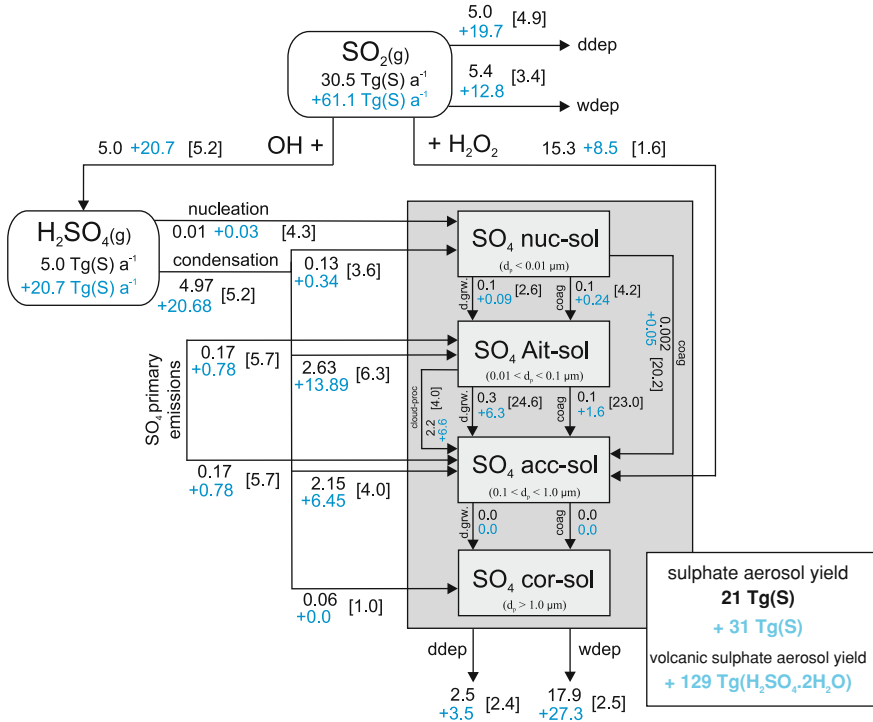 5.0 [4.9]
+19.7
ddep
SO₂(g)
30.5 Tg(S) a⁻¹
+61.1 Tg(S) a⁻¹
5.4 [3.4]
+12.8
wdep
5.0 +20.7 [5.2]
OH +
+ H₂O₂
15.3 +8.5 [1.6]
H₂SO₄(g)
5.0 Tg(S) a⁻¹
+20.7 Tg(S) a⁻¹
nucleation
0.01 +0.03 [4.3]
condensation
4.97 [5.2]
+20.68
0.13 [3.6]
+0.34
SO₄ nuc-sol
(dₚ < 0.01 µm)
d.grw.
0.1 [2.6]
+0.09
coag
0.1 [4.2]
+0.24
0.002 [20.2]
+0.05
coag
SO₄ primary
emissions
0.17 [5.7]
+0.78
2.63 [6.3]
+13.89
SO₄ Ait-sol
(0.01 < dₚ < 0.1 µm)
cloud-proc
2.2 [4.0]
+6.6
d.grw.
0.3 [24.6]
+6.3
coag
0.1 [23.0]
+1.6
0.17 [5.7]
+0.78
2.15 [4.0]
+6.45
SO₄ acc-sol
(0.1 < dₚ < 1.0 µm)
d.grw.
0.0
0.0
coag
0.0
0.0
0.06 [1.0]
+0.0
SO₄ cor-sol
(dₚ > 1.0 µm)
ddep
2.5 [2.4]
+3.5
wdep
17.9 [2.5]
+27.3
sulphate aerosol yield
21 Tg(S)
+ 31 Tg(S)
volcanic sulphate aerosol yield
+ 129 Tg(H₂SO₄.2H₂O)